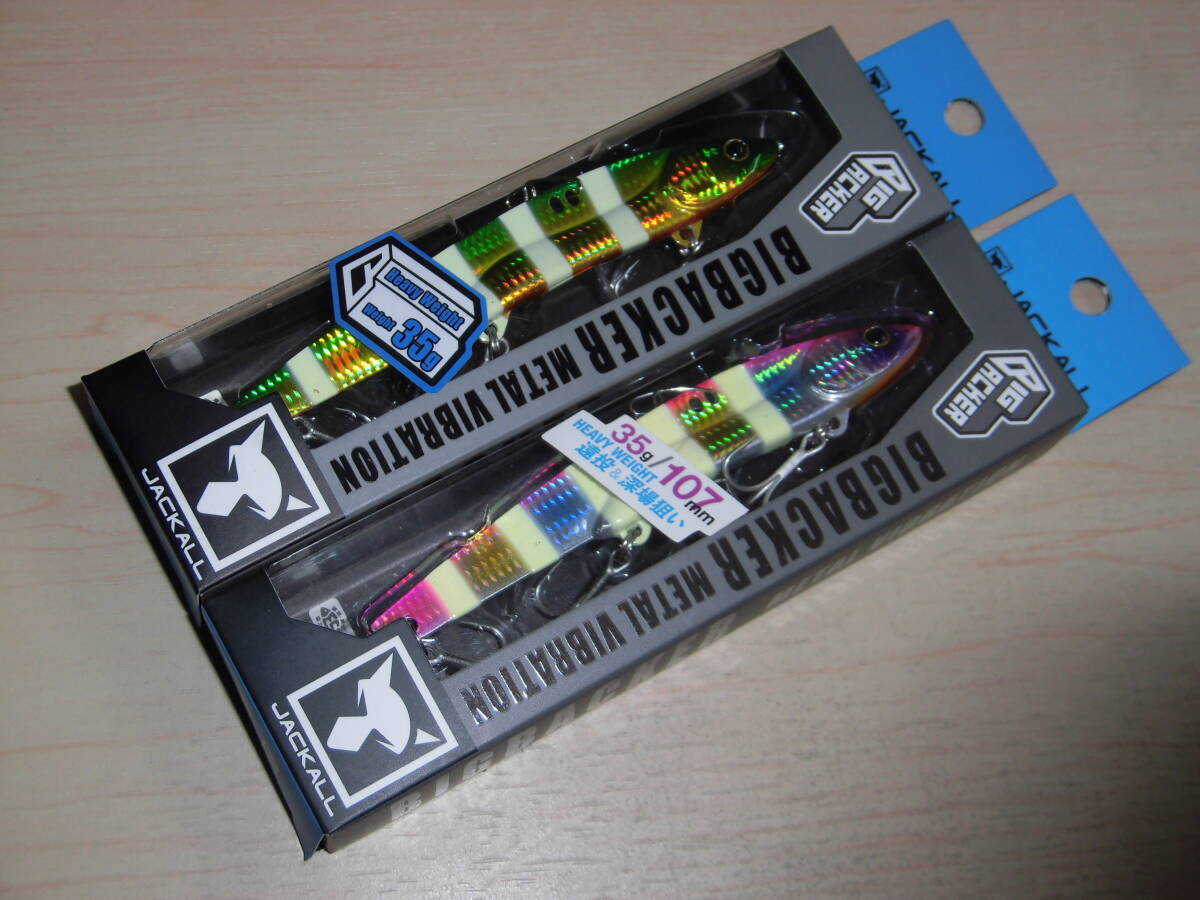 JACKALL
BIG
BACKER
Heavy Weight
Weight 35g
BIGBACKER METAL VIBRATION
JACKALL
JACKALL
BIG
BACKER
35g/107mm
HEAVY WEIGHT
遠投&深場狙い
BIGBACKER METAL VIBRATION
JACKALL